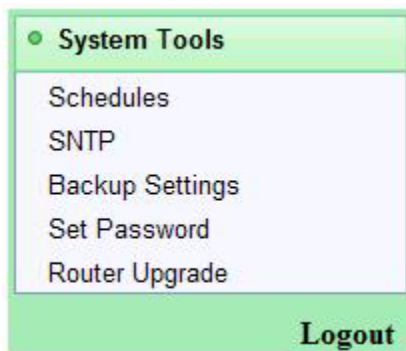 System Tools
Schedules
SNTP
Backup Settings
Set Password
Router Upgrade
Logout